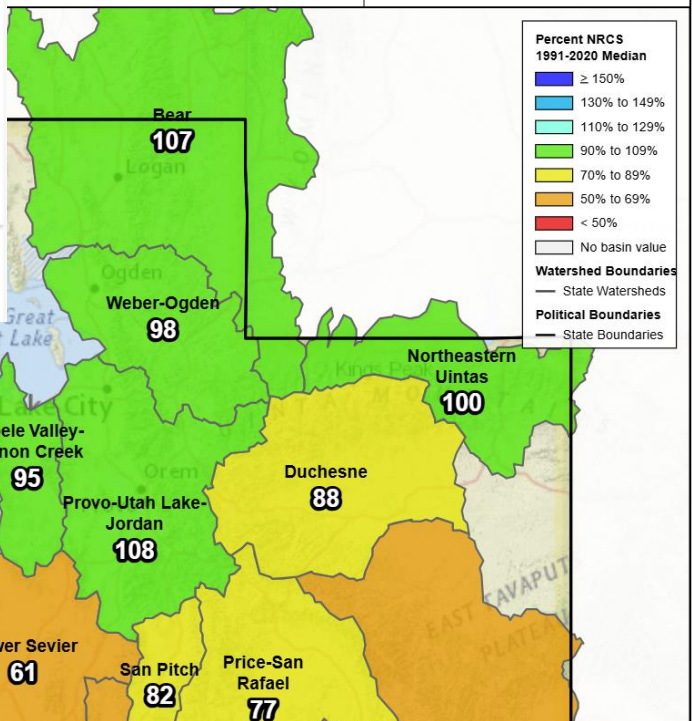 Percent NRCS
1991-2020 Median
≥ 150%
130% to 149%
110% to 129%
90% to 109%
70% to 89%
50% to 69%
< 50%
No basin value
Watershed Boundaries
State Watersheds
Political Boundaries
State Boundaries
Bear
107
Logan
Ogden
Weber-Ogden
98
Great
t Lake
Kings Peak
Northeastern
Uintas
100
Lake City
ele Valley-
non Creek
95
Orem
Duchesne
88
Provo-Utah Lake-
Jordan
108
EAST TAVAPUT
PLATEAU
wer Sevier
61
San Pitch
82
Price-San
Rafael
77